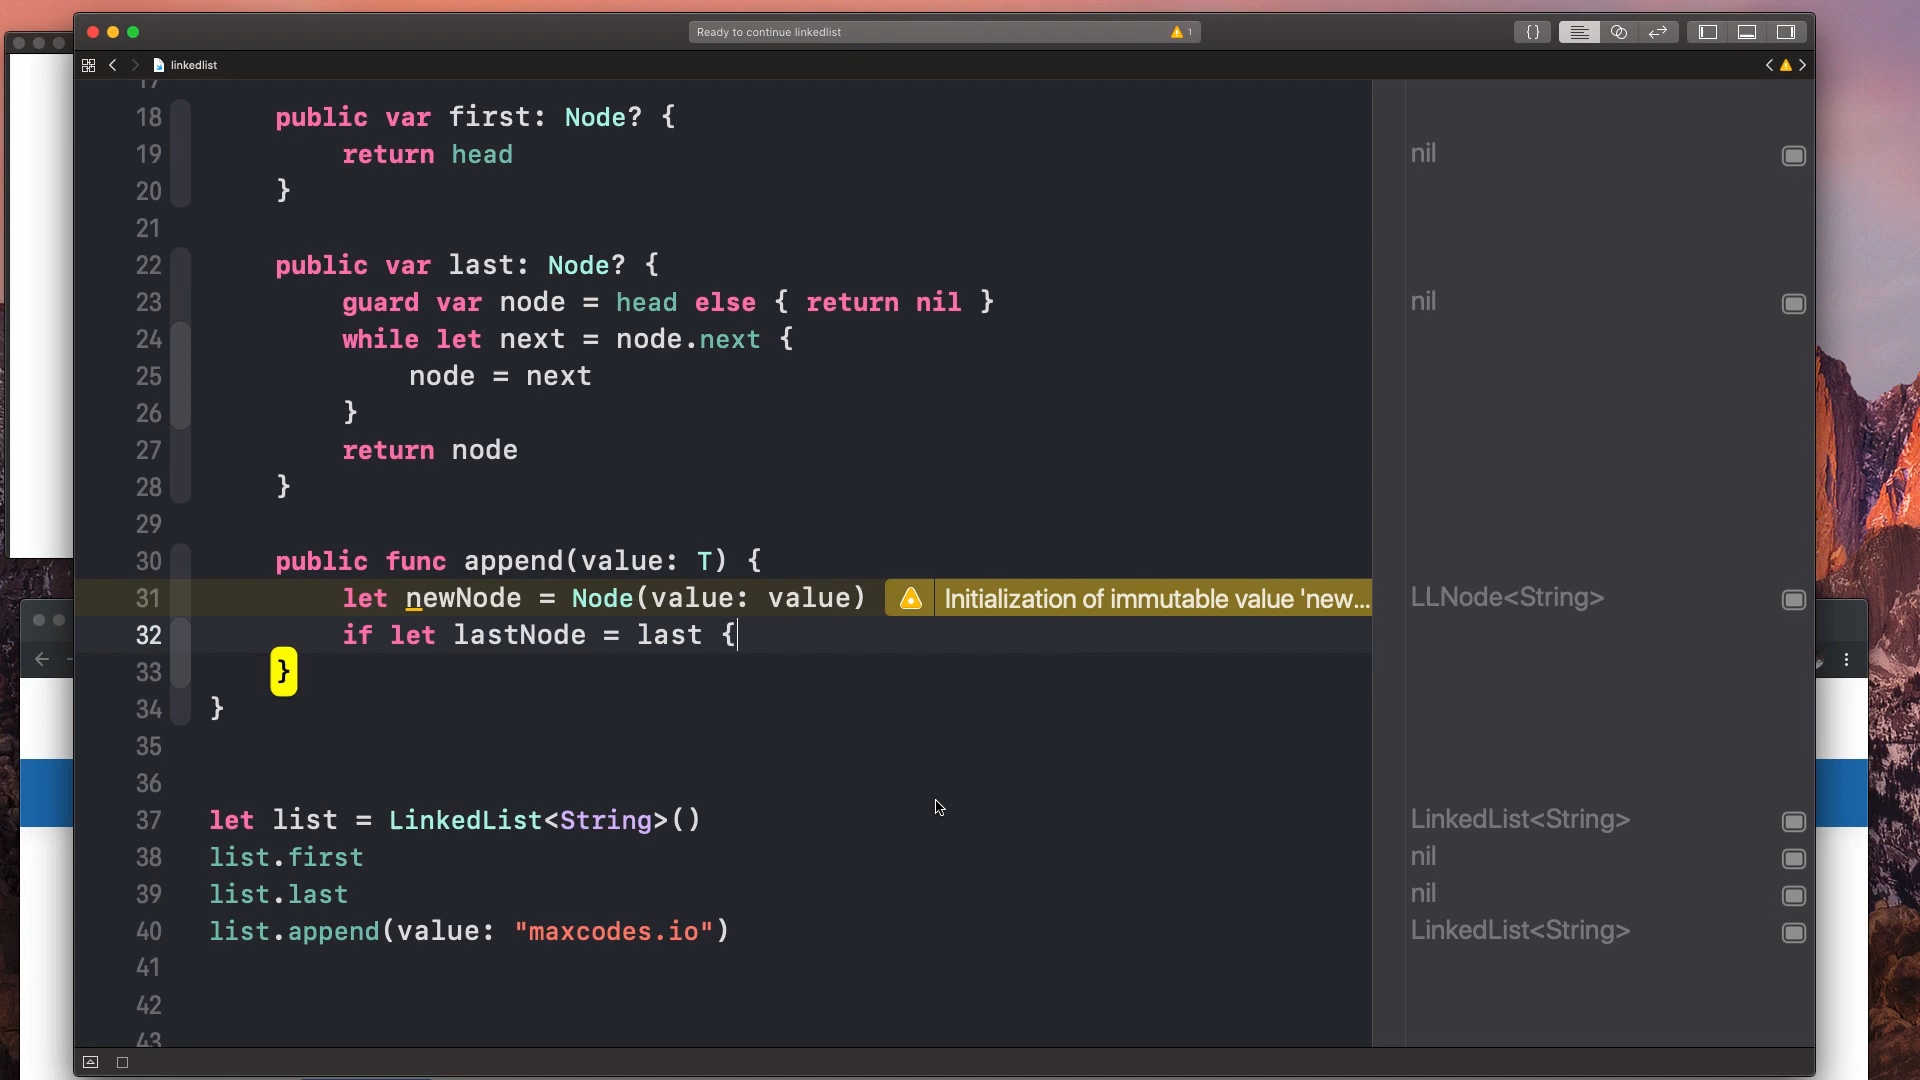 Ready to continue linkedlist
1
{}
linkedlist
17
18 public var first: Node? {
nil
19 return head
20 }
21
22 public var last: Node? {
23 guard var node = head else { return nil }
nil
24 while let next = node.next {
25 node = next
26 }
27 return node
28 }
29
30 public func append(value: T) {
31 let newNode = Node(value: value) Initialization of immutable value 'new...
LLNode<String>
32 if let lastNode = last {
33 }
34 }
35
36
37 let list = LinkedList<String>()
LinkedList<String>
38 list.first
nil
39 list.last
nil
40 list.append(value: "maxcodes.io")
LinkedList<String>
41
42
43